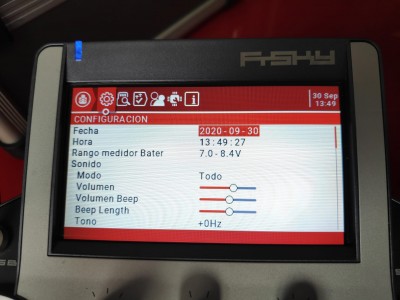 FrSKY
30 Sep
13:49
CONFIGURACION
Fecha 2020-09-30
Hora 13:49:27
Rango medidor Bater 7.0-8.4V
Sonido
Modo Todo
Volumen
Volumen Beep
Beep Length
Tono +0Hz